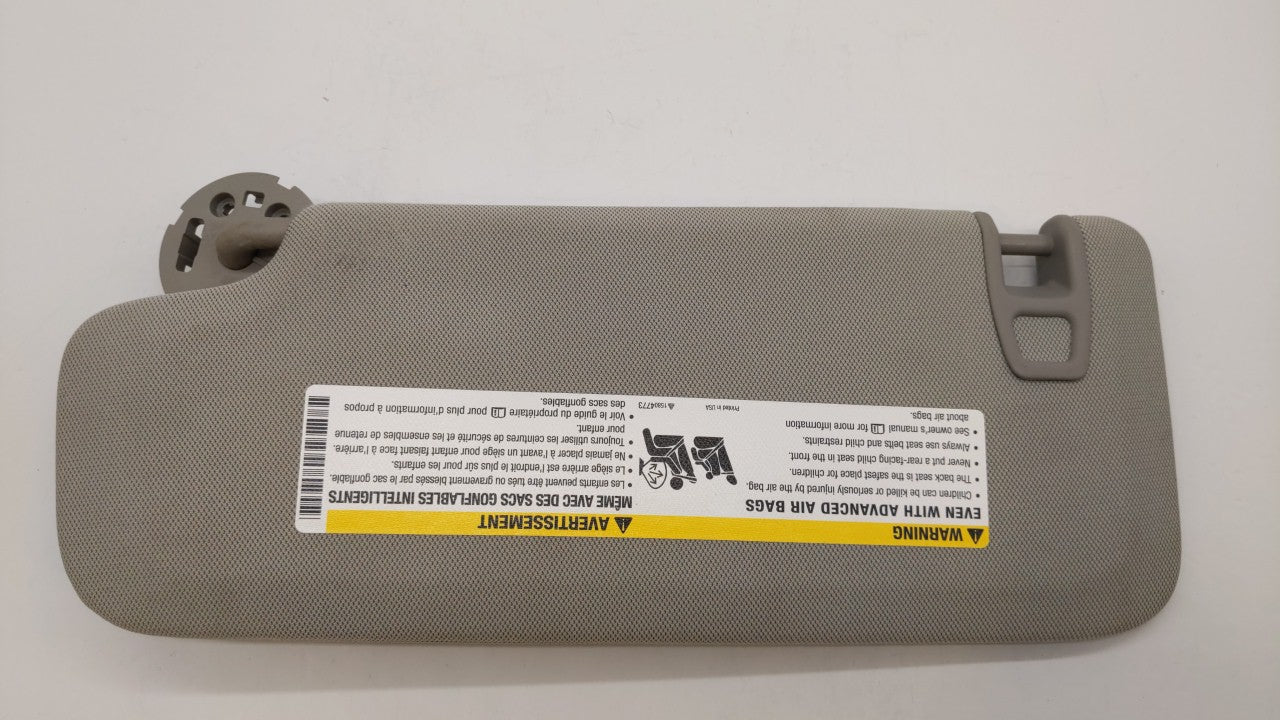 WARNING
EVEN WITH ADVANCED AIR BAGS
• Children can be killed or seriously injured by the air bag.
• The back seat is the safest place for children.
• Never put a rear-facing child seat in the front.
• Always use seat belts and child restraints.
• See owner's manual for more information
about air bags.
Printed in USA
15904773
AVERTISSEMENT
MÊME AVEC DES SACS GONFLABLES INTELLIGENTS
• Les enfants peuvent être tués ou gravement blessés par le sac gonflable.
• Le siège arrière est l'endroit le plus sûr pour les enfants.
• Ne jamais placé à l'avant un siège pour enfant faisant face à l'arrière.
• Toujours utiliser les ceintures de sécurité et les ensembles de retenue
pour enfant.
• Voir le guide du propriétaire pour plus d'information à propos
des sacs gonflables.